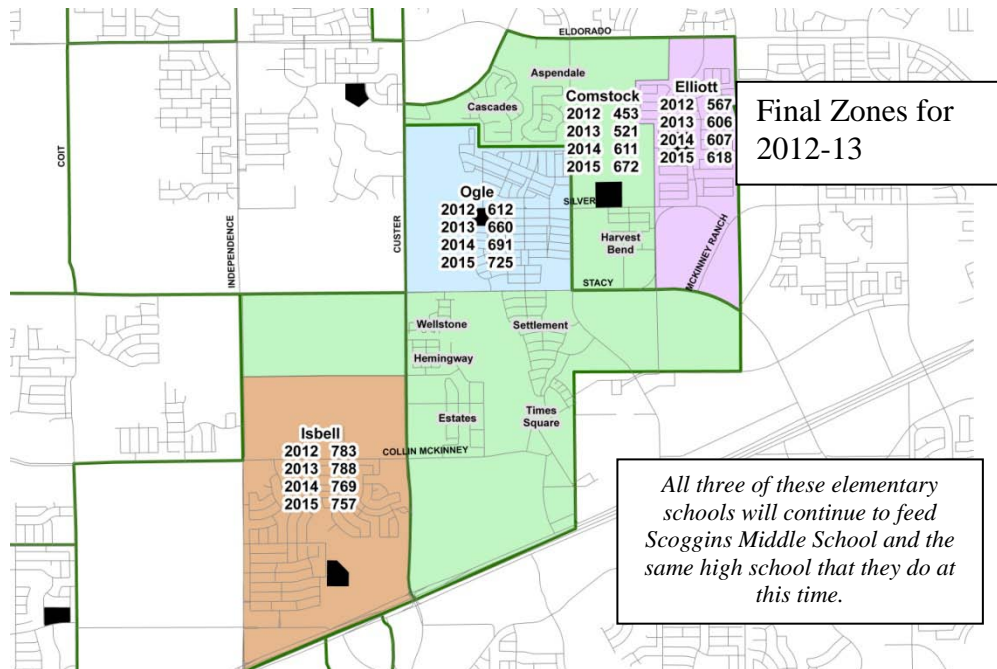 ELDORADO
Aspendale
Cascades
Comstock
2012 453
2013 521
2014 611
2015 672
Elliott
2012 567
2013 606
2014 607
2015 618
Final Zones for
2012-13
COIT
INDEPENDENCE
CUSTER
Ogle
2012 612
2013 660
2014 691
2015 725
SILVER
Harvest
Bend
MCKINNEY RANCH
STACY
Wellstone
Settlement
Hemingway
Estates
Times
Square
COLLIN MCKINNEY
Isbell
2012 783
2013 788
2014 769
2015 757
All three of these elementary
schools will continue to feed
Scoggins Middle School and the
same high school that they do at
this time.